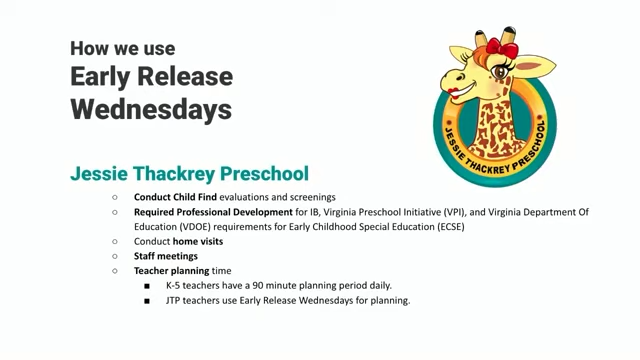 How we use
Early Release
Wednesdays
JESSIE THACKREY PRESCHOOL
Jessie Thackrey Preschool
○ Conduct Child Find evaluations and screenings
○ Required Professional Development for IB, Virginia Preschool Initiative (VPI), and Virginia Department Of
Education (VDOE) requirements for Early Childhood Special Education (ECSE)
○ Conduct home visits
○ Staff meetings
○ Teacher planning time
■ K-5 teachers have a 90 minute planning period daily.
■ JTP teachers use Early Release Wednesdays for planning.